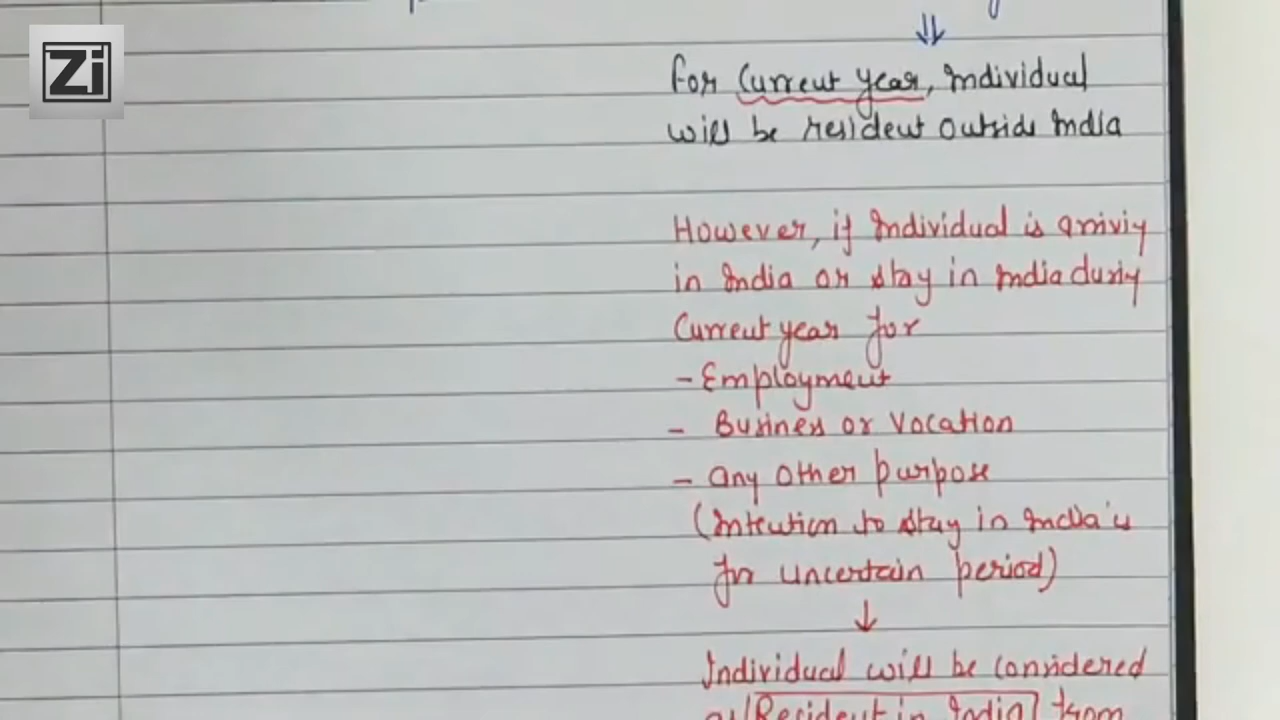 Zi
For Current year, Individual
will be resident outside India
However, if Individual is arriving
in India or stay in India during
Current year for
- Employment
- Business or Vocation
- any other purpose
(Intention to stay in India is
for uncertain period)
Individual will be considered
as Resident in India from